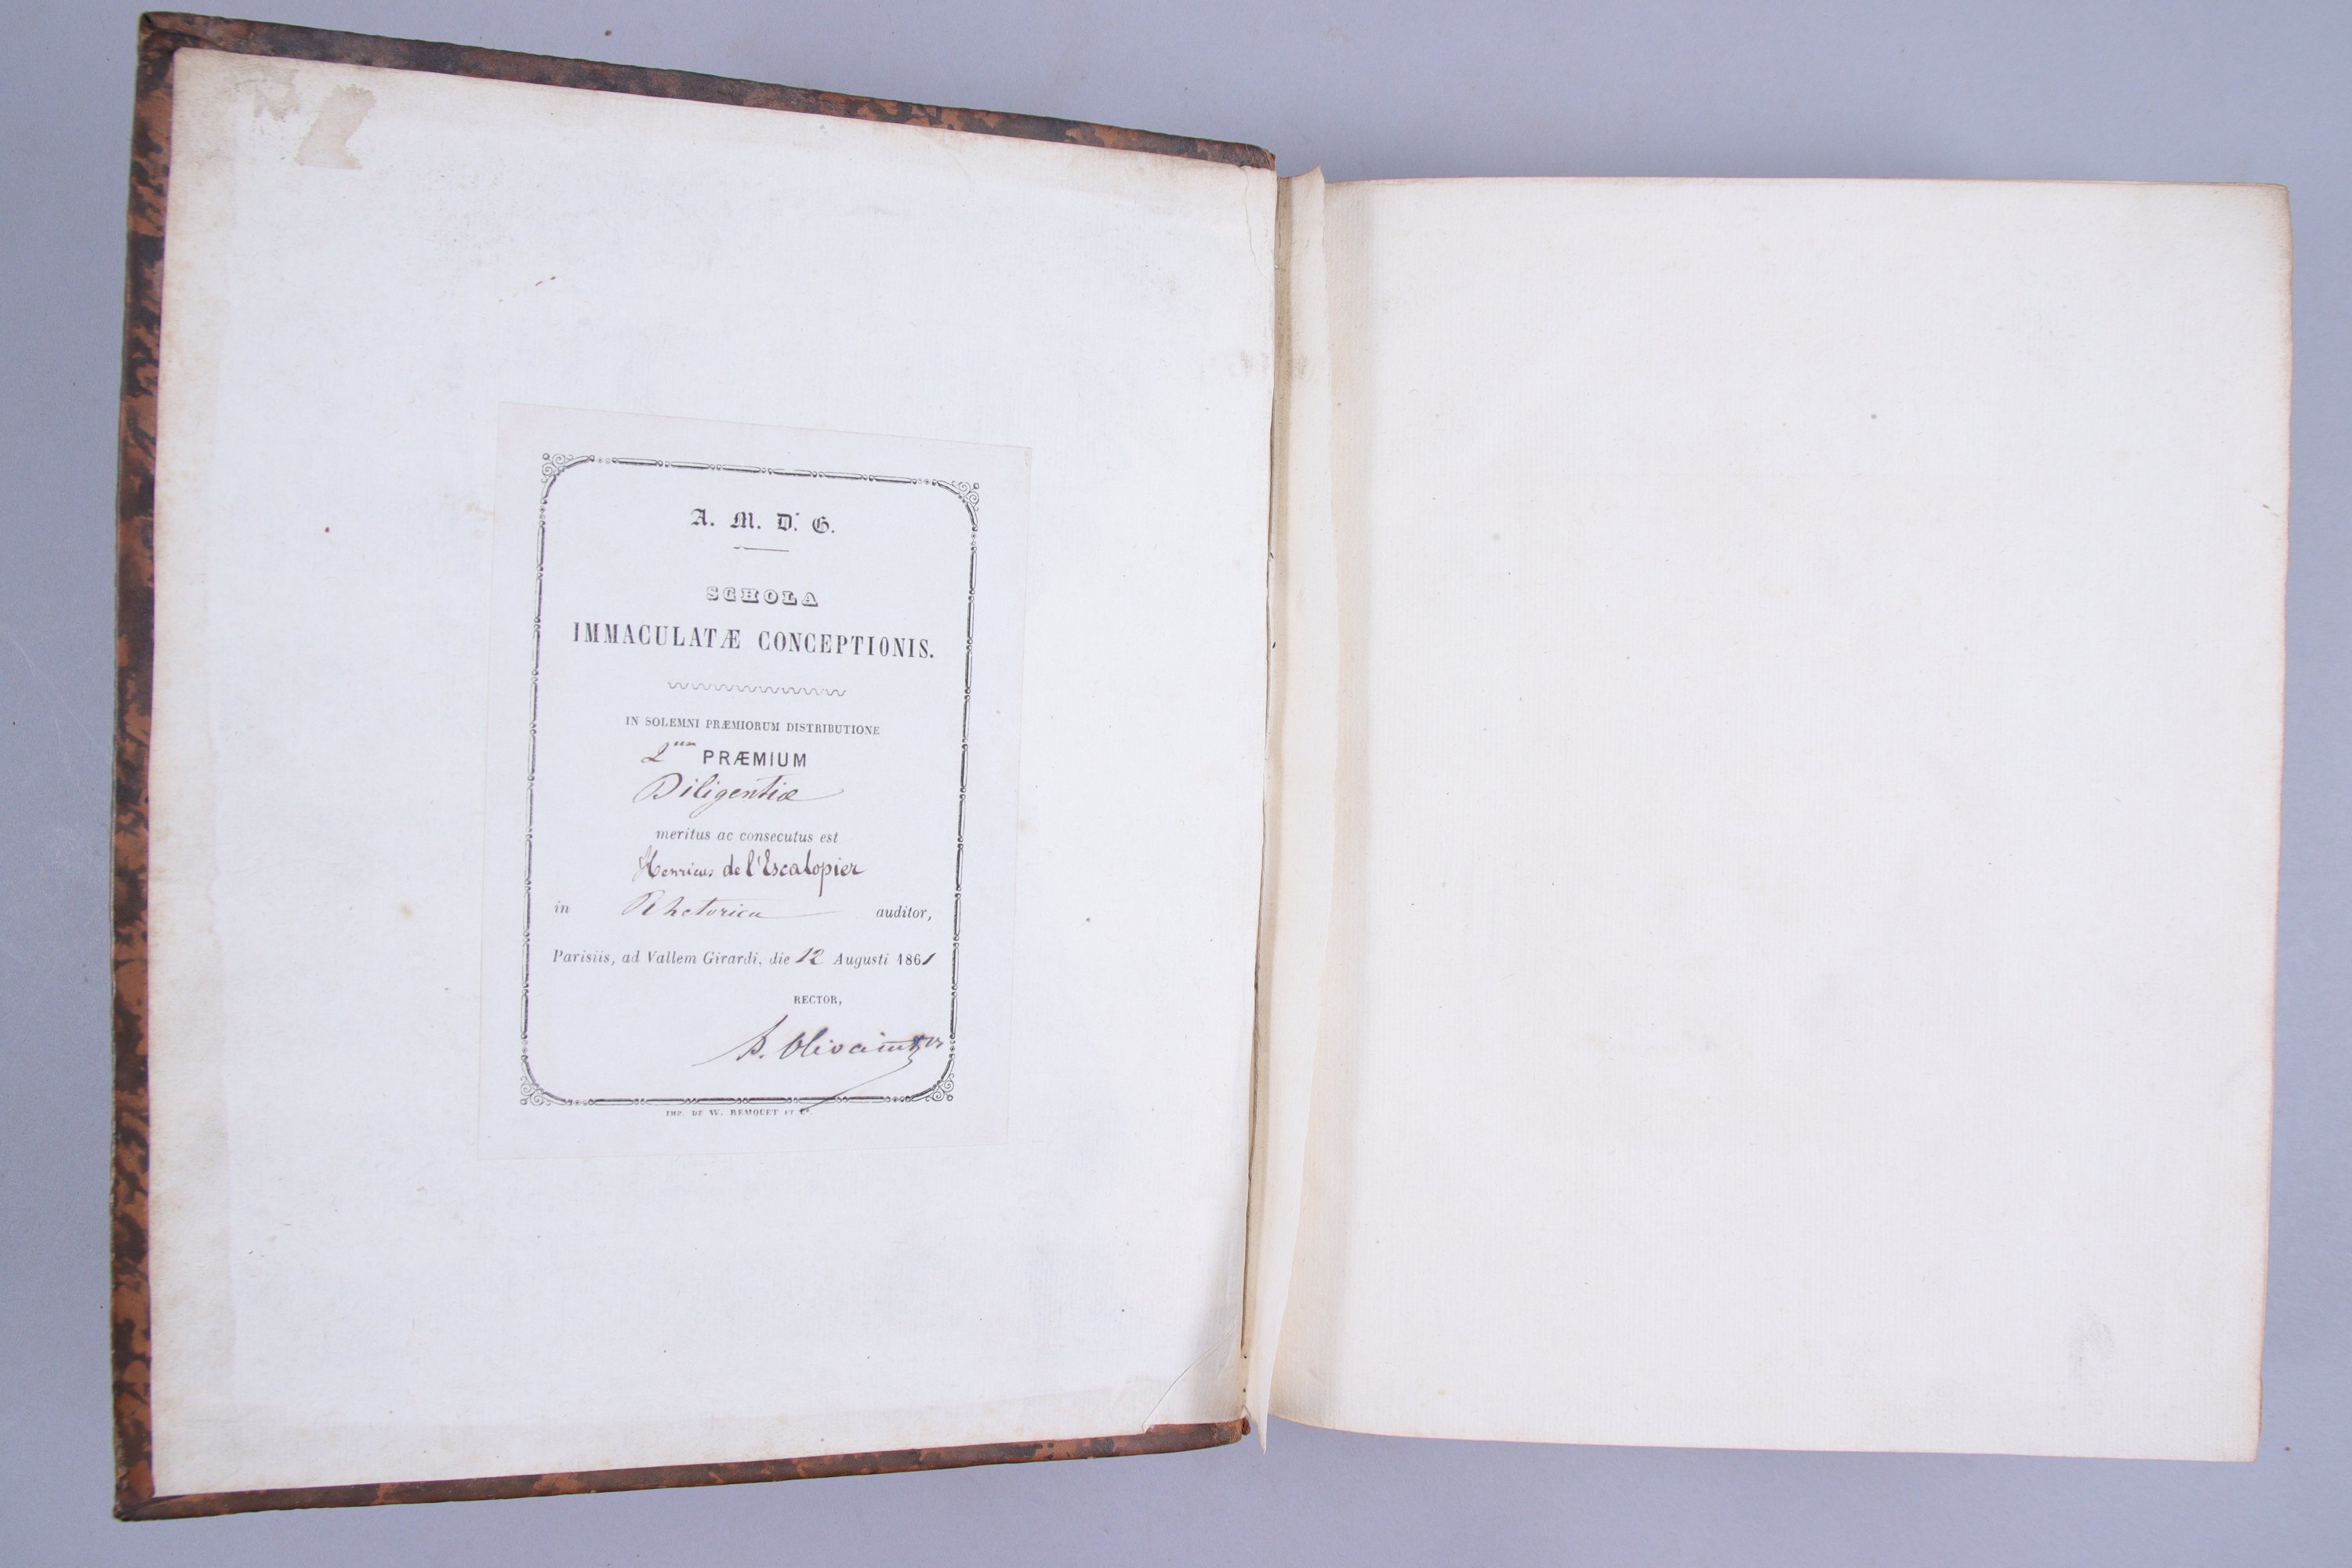 A. M. D. G.
SCHOLA
IMMACULATÆ CONCEPTIONIS.
IN SOLEMNI PRÆMIORUM DISTRIBUTIONE
2um PRÆMIUM
Diligentiæ
meritus ac consecutus est
Henricus de l'Escalopier
in Rhetorica auditor,
Parisiis, ad Vallem Girardi, die 12 Augusti 1861
RECTOR,
P. Olivaint
IMP. DE W. REMQUET ET Cie.